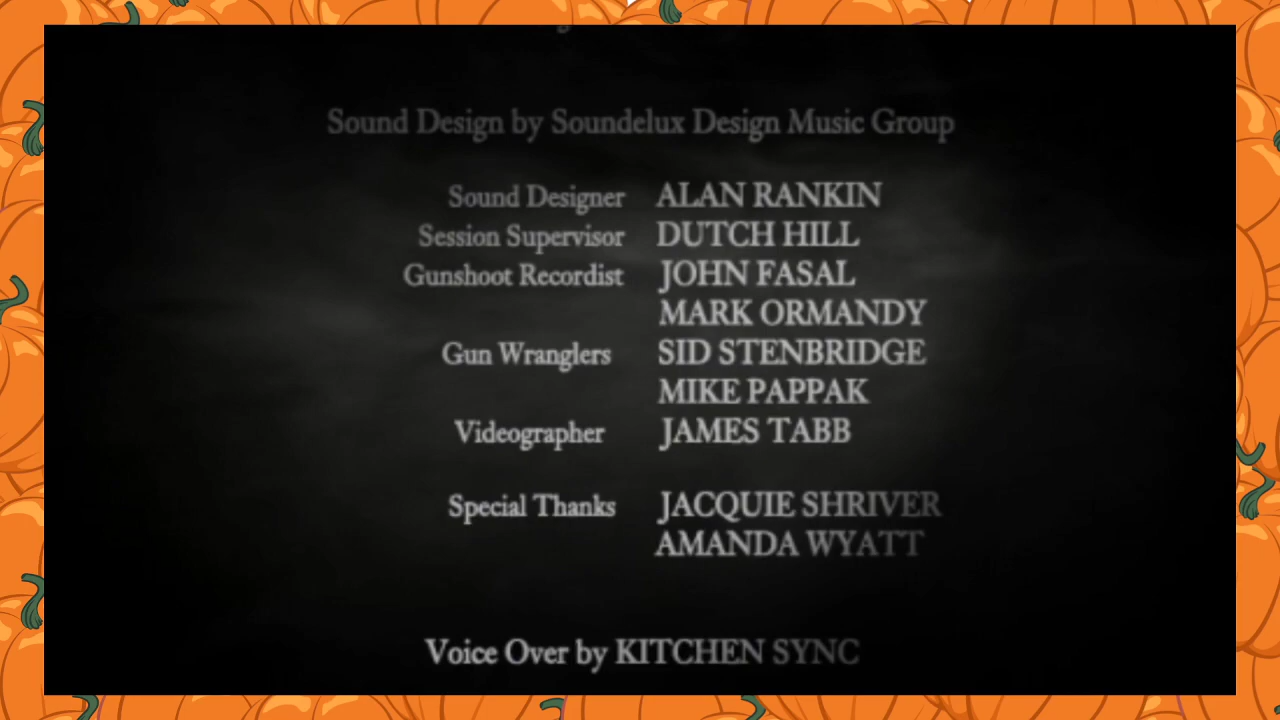 Sound Design by Soundelux Design Music Group
Sound Designer ALAN RANKIN
Session Supervisor DUTCH HILL
Gunshoot Recordist JOHN FASAL
MARK ORMANDY
Gun Wranglers SID STENBRIDGE
MIKE PAPPAK
Videographer JAMES TABB
Special Thanks JACQUIE SHRIVER
AMANDA WYATT
Voice Over by KITCHEN SYNC